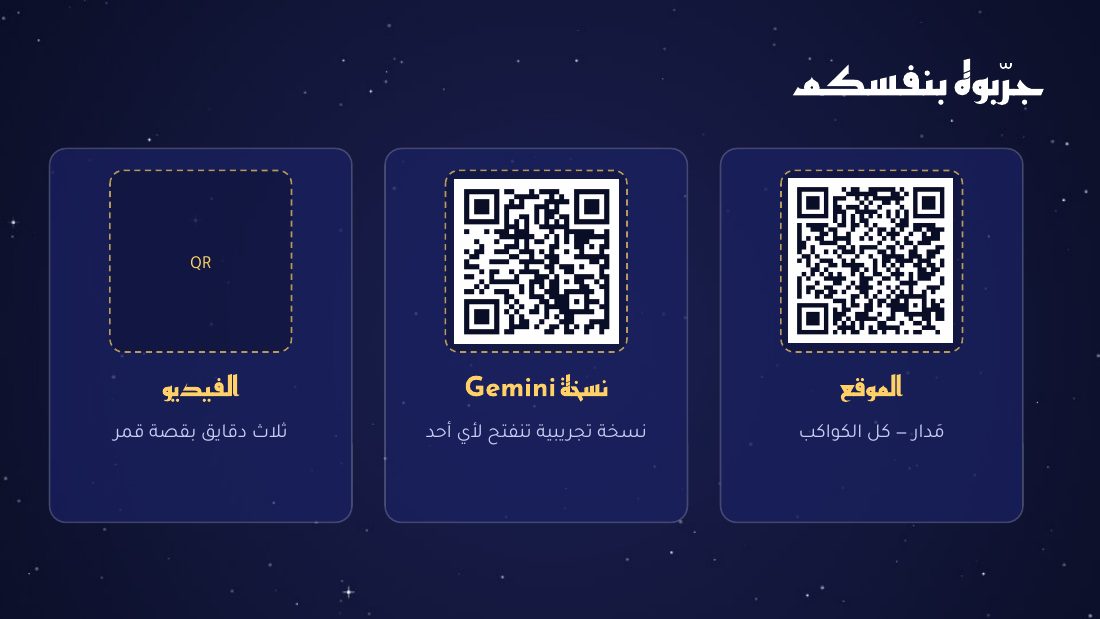 جرّبوه بنفسكم
الموقع
مَدار – كل الكواكب
نسخة Gemini
نسخة تجريبية تنفتح لأي أحد
QR
الفيديو
ثلاث دقايق بقصة قمر